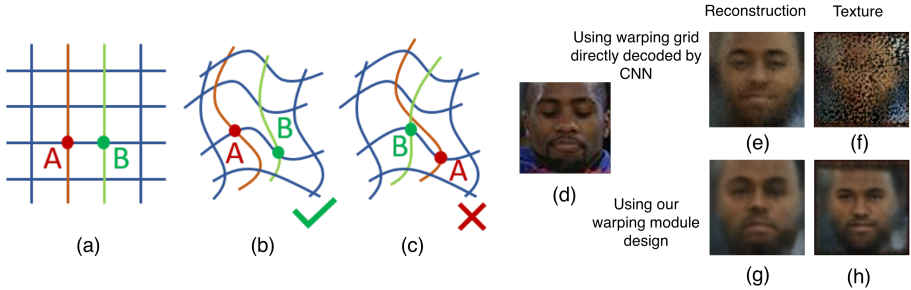 A
B
(a)
A
B
(b)
B
A
(c)
(d)
Using warping grid
directly decoded by
CNN
Using our
warping module
design
Reconstruction
Texture
(e)
(f)
(g)
(h)